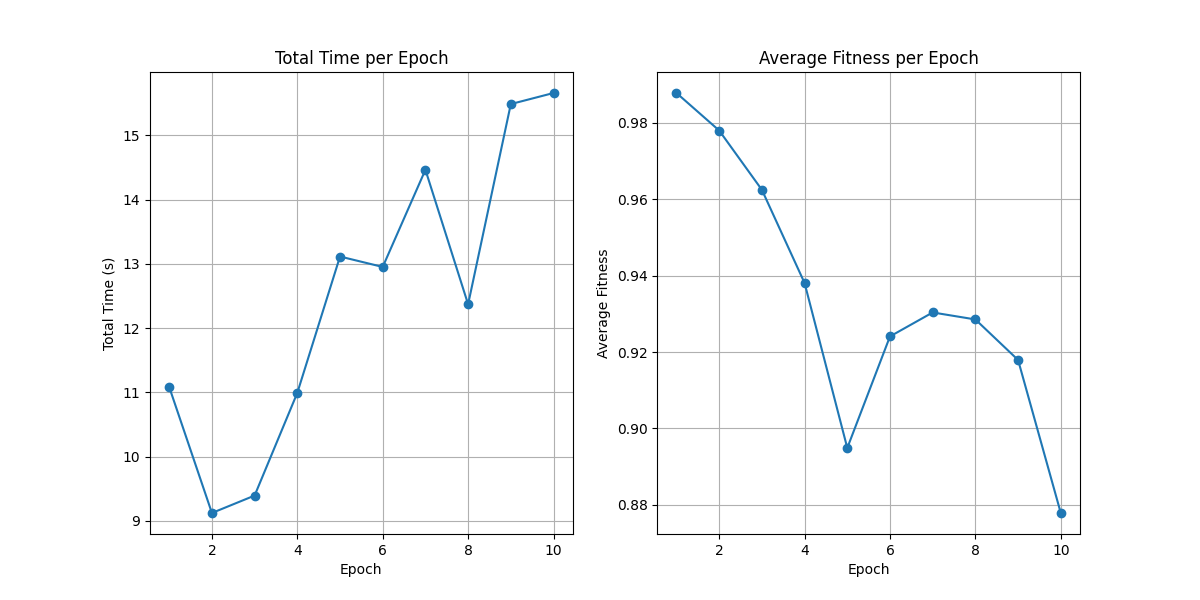 Total Time per Epoch
Total Time (s)
15
14
13
12
11
10
9
2 4 6 8 10
Epoch
Average Fitness per Epoch
Average Fitness
0.98
0.96
0.94
0.92
0.90
0.88
2 4 6 8 10
Epoch